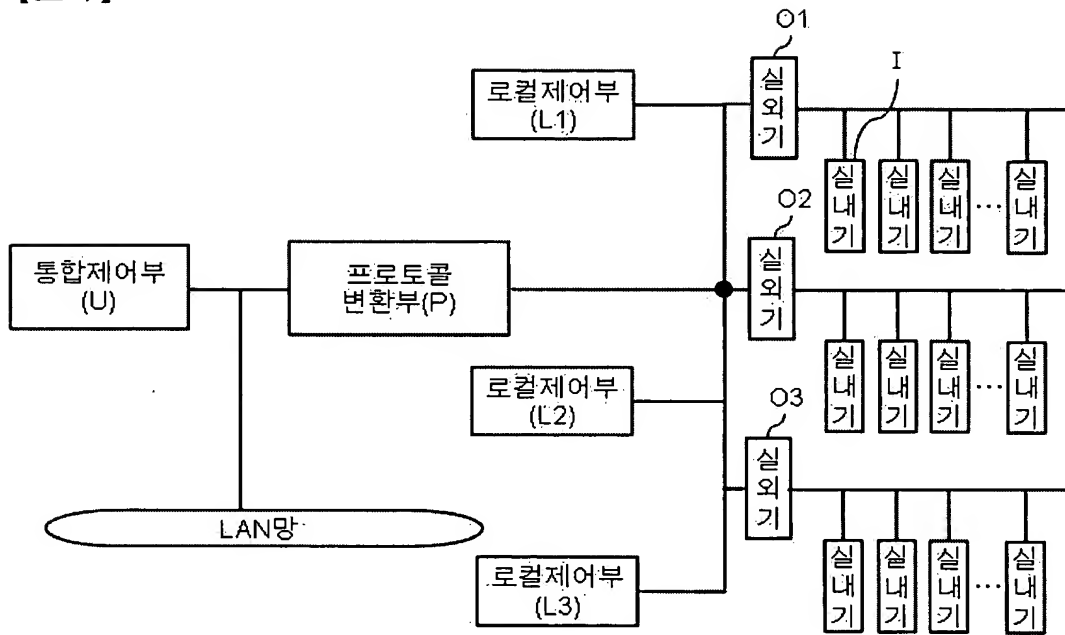 O1
I
실외기
로컬제어부
(L1)
실내기 실내기 실내기 ... 실내기
O2
실외기
통합제어부
(U)
프로토콜
변환부(P)
실내기 실내기 실내기 ... 실내기
로컬제어부
(L2)
O3
실외기
LAN망
로컬제어부
(L3)
실내기 실내기 실내기 ... 실내기